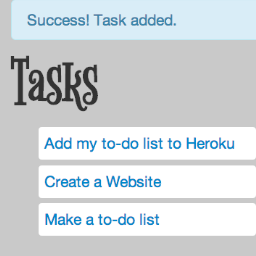 Success! Task added.
Tasks
Add my to-do list to Heroku
Create a Website
Make a to-do list